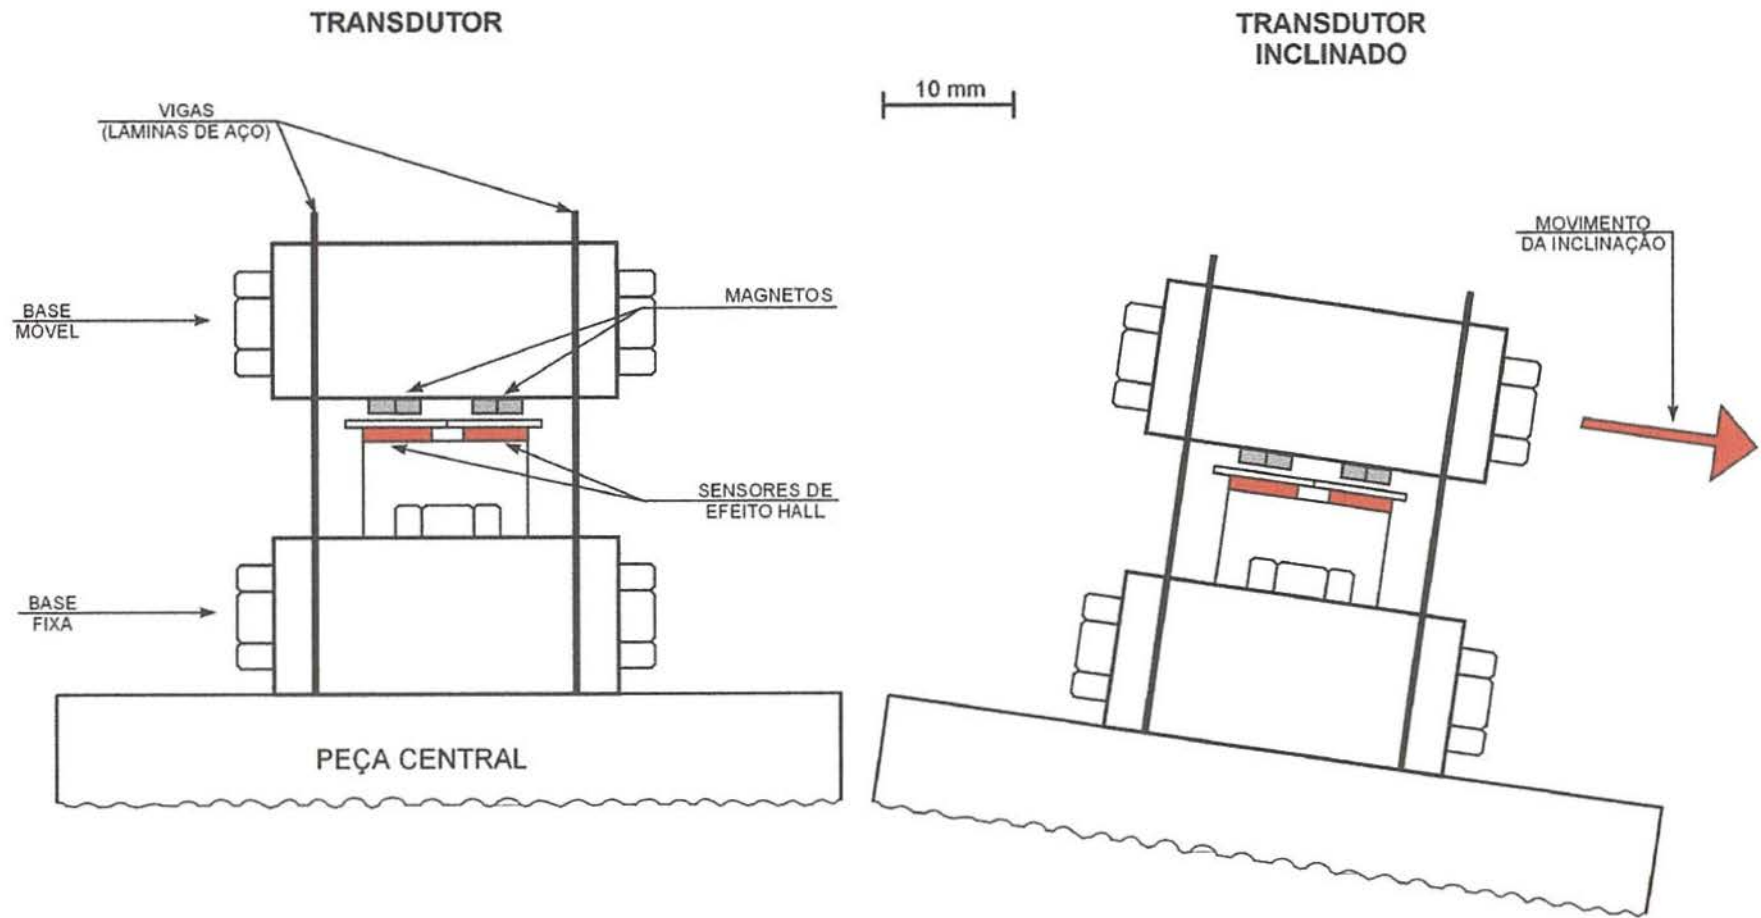 TRANSDUTOR
TRANSDUTOR
INCLINADO
10 mm
VIGAS
(LÂMINAS DE AÇO)
MOVIMENTO
DA INCLINAÇÃO
MAGNETOS
BASE
MÓVEL
SENSORES DE
EFEITO HALL
BASE
FIXA
PEÇA CENTRAL